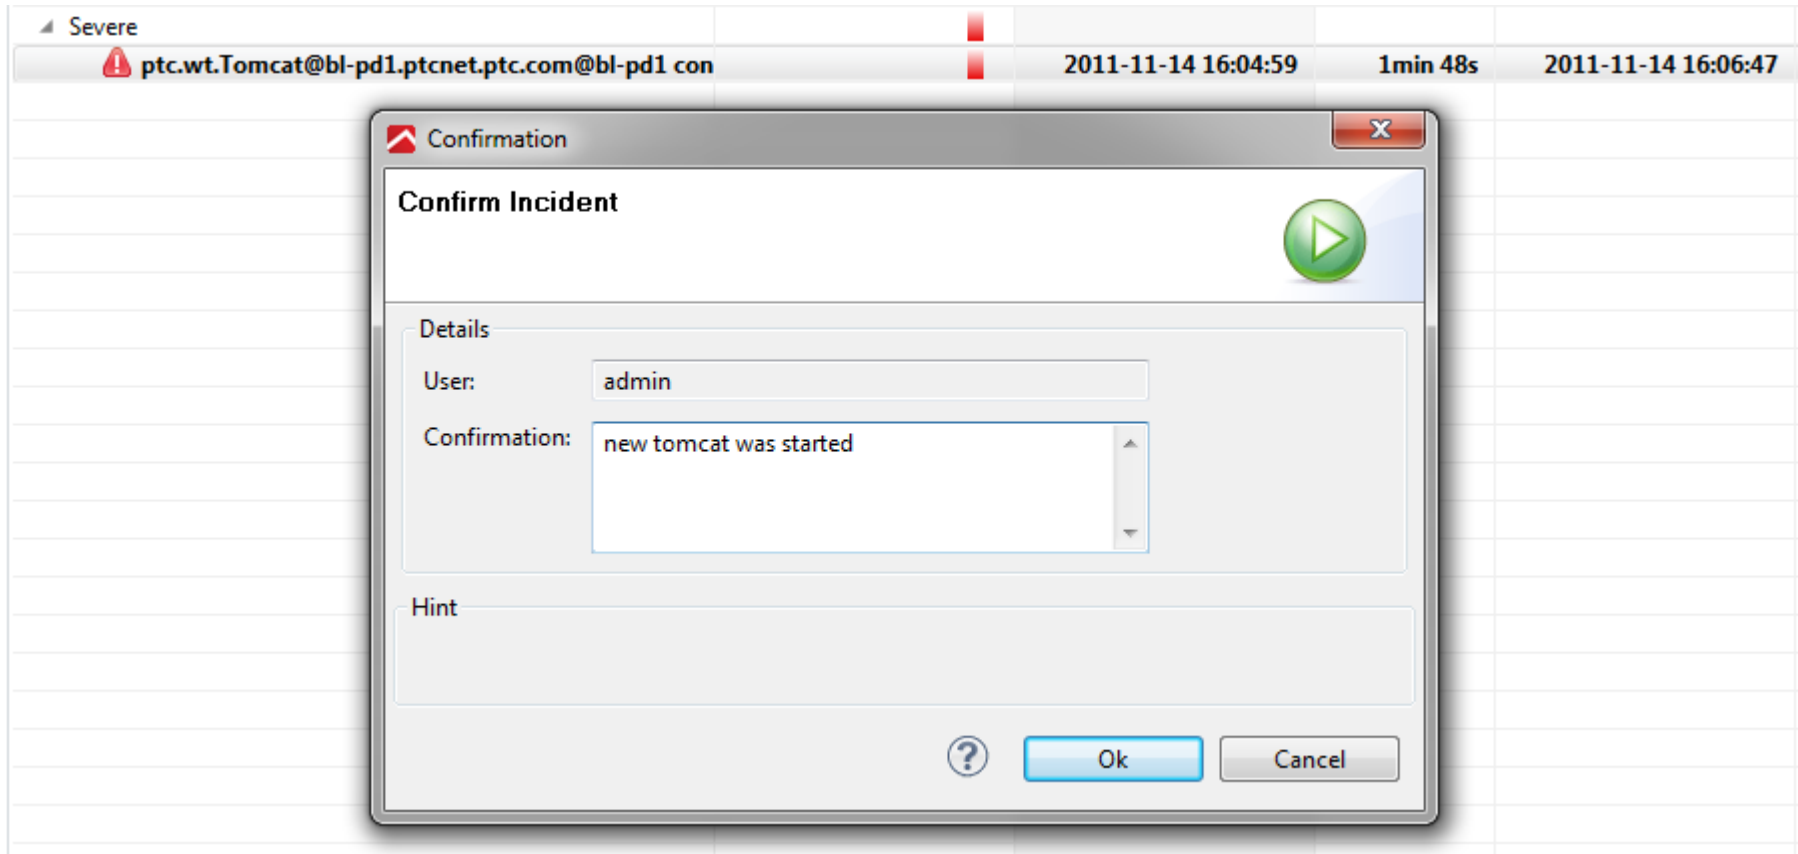 Severe
ptc.wt.Tomcat@bl-pd1.ptcnet.ptc.com@bl-pd1 con 2011-11-14 16:04:59 1min 48s 2011-11-14 16:06:47
Confirmation
Confirm Incident
Details
User: admin
Confirmation: new tomcat was started
Hint
Ok Cancel